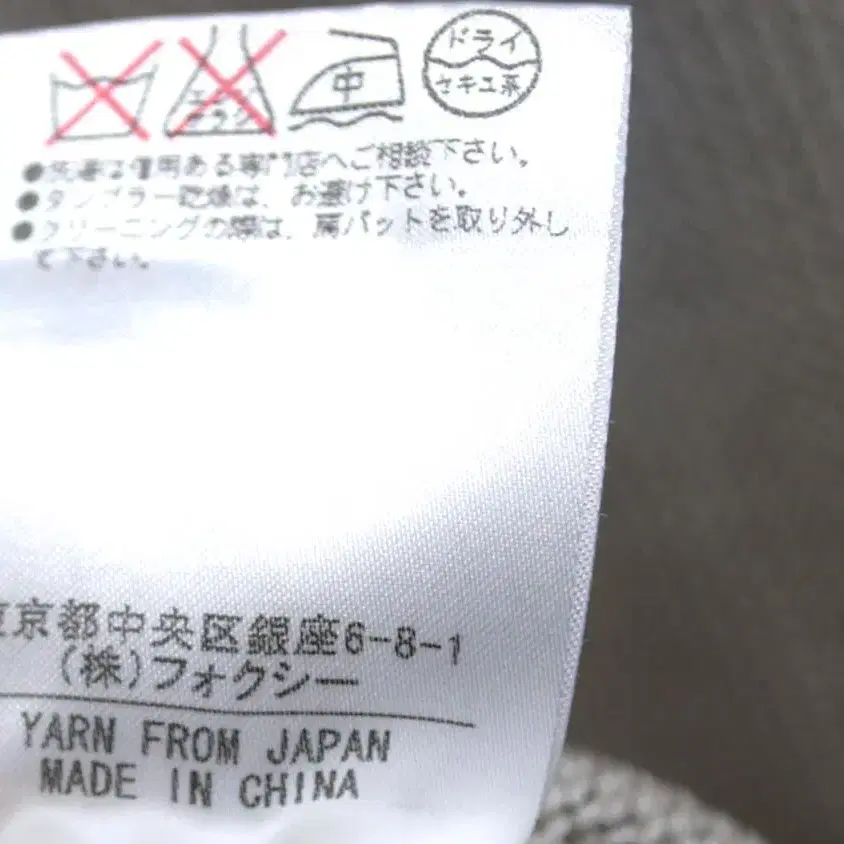 中
ドライ
セキユ系
●洗濯は信用ある専門店へご相談下さい。
●タンブラー乾燥は、お避け下さい。
●クリーニングの際は、肩パットを取り外し
て下さい。
東京都中央区銀座6-8-1
(株)フォクシー
YARN FROM JAPAN
MADE IN CHINA